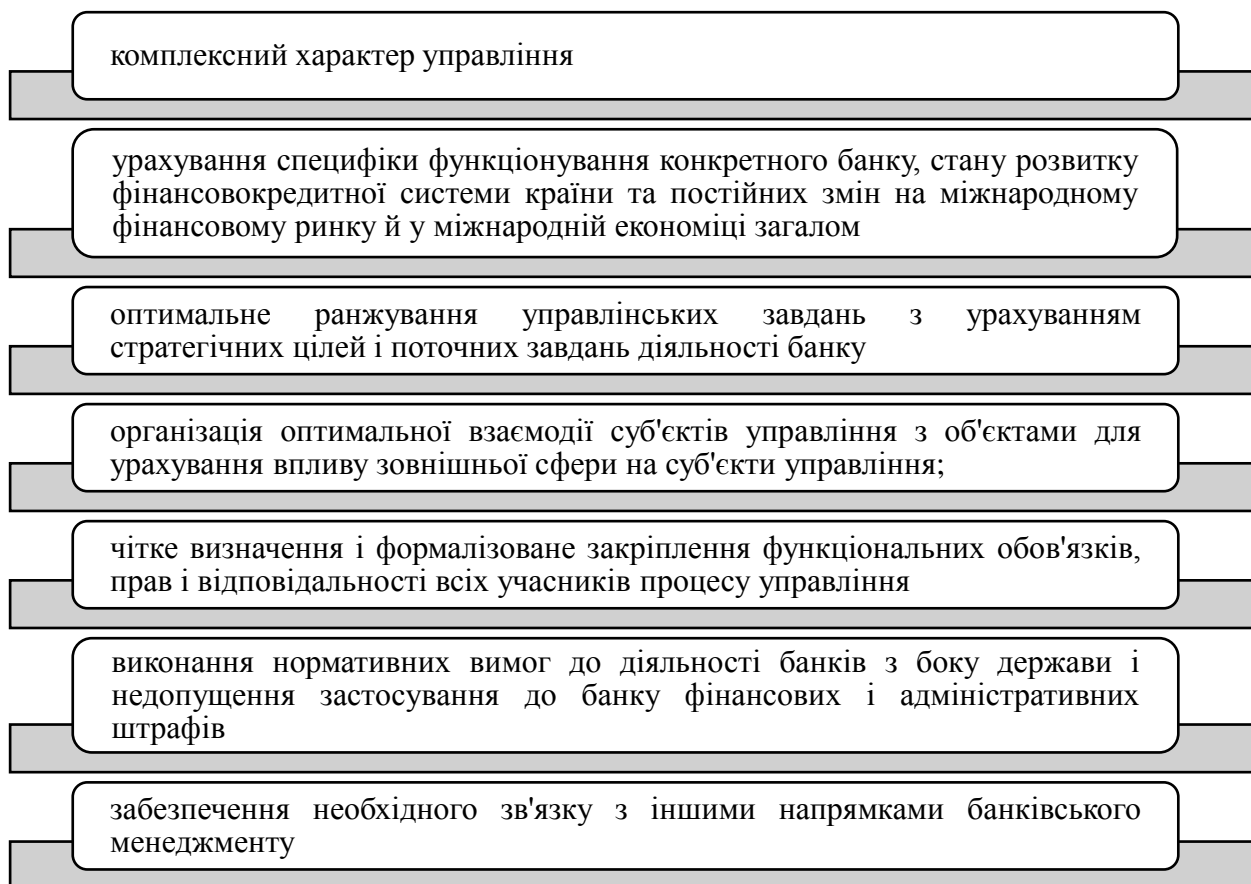 комплексний характер управління
урахування специфіки функціонування конкретного банку, стану розвитку
фінансовокредитної системи країни та постійних змін на міжнародному
фінансовому ринку й у міжнародній економіці загалом
оптимальне ранжування управлінських завдань з урахуванням
стратегічних цілей і поточних завдань діяльності банку
організація оптимальної взаємодії суб'єктів управління з об'єктами для
урахування впливу зовнішньої сфери на суб'єкти управління;
чітке визначення і формалізоване закріплення функціональних обов'язків,
прав і відповідальності всіх учасників процесу управління
виконання нормативних вимог до діяльності банків з боку держави і
недопущення застосування до банку фінансових і адміністративних
штрафів
забезпечення необхідного зв'язку з іншими напрямками банківського
менеджменту